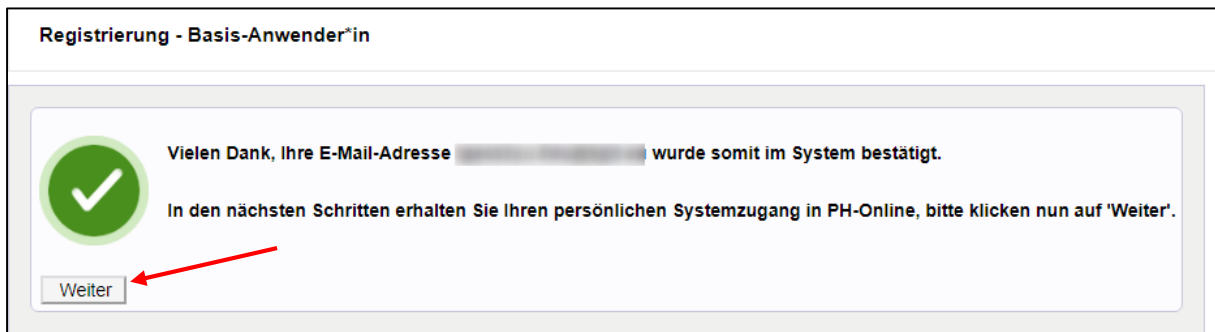 Registrierung - Basis-Anwender*in
Vielen Dank, Ihre E-Mail-Adresse wurde somit im System bestätigt.
In den nächsten Schritten erhalten Sie Ihren persönlichen Systemzugang in PH-Online, bitte klicken nun auf 'Weiter'.
Weiter